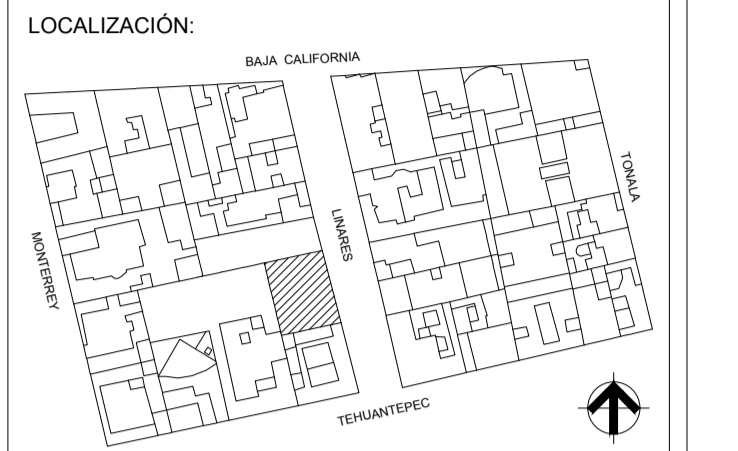 LOCALIZACIÓN:
BAJA CALIFORNIA
MONTERREY
LINARES
TONALA
TEHUANTEPEC